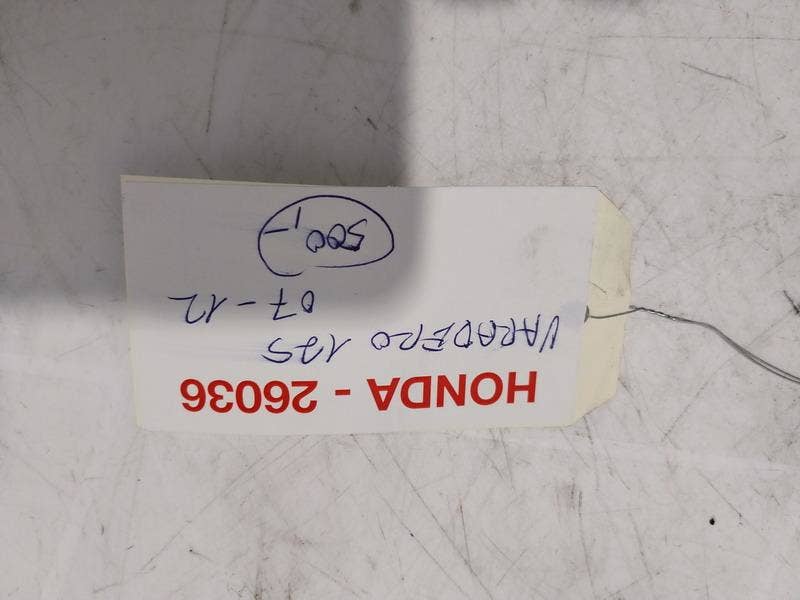 HONDA - 26036
VARADERO 125
07-12
500,-